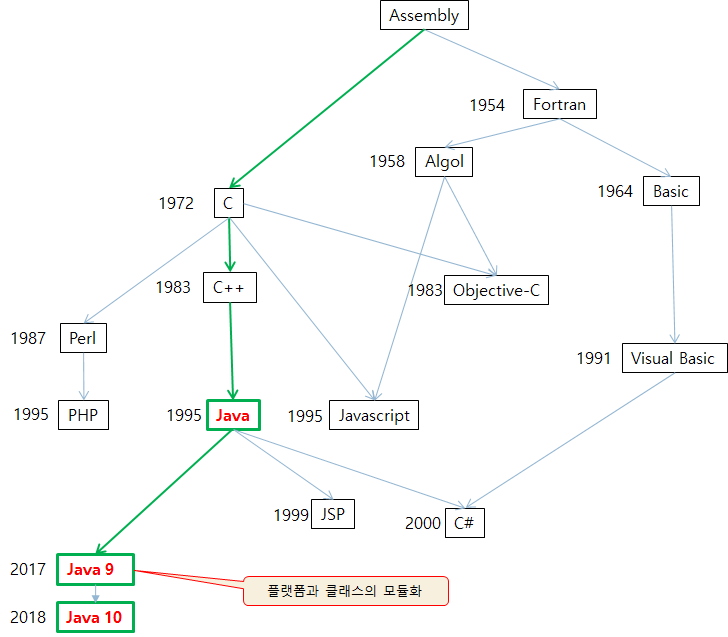 Assembly
1954 Fortran
1958 Algol
1964 Basic
1972 C
1983 C++
1983 Objective-C
1987 Perl
1991 Visual Basic
1995 PHP
1995 Java
1995 Javascript
1999 JSP
2000 C#
2017 Java 9
플랫폼과 클래스의 모듈화
2018 Java 10